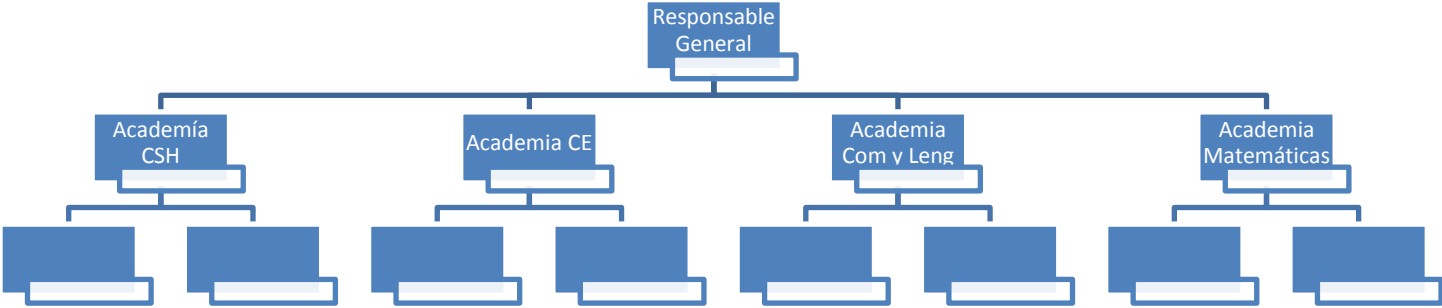 Responsable
General
Academía
CSH
Academia CE
Academia
Com y Leng
Academia
Matemáticas